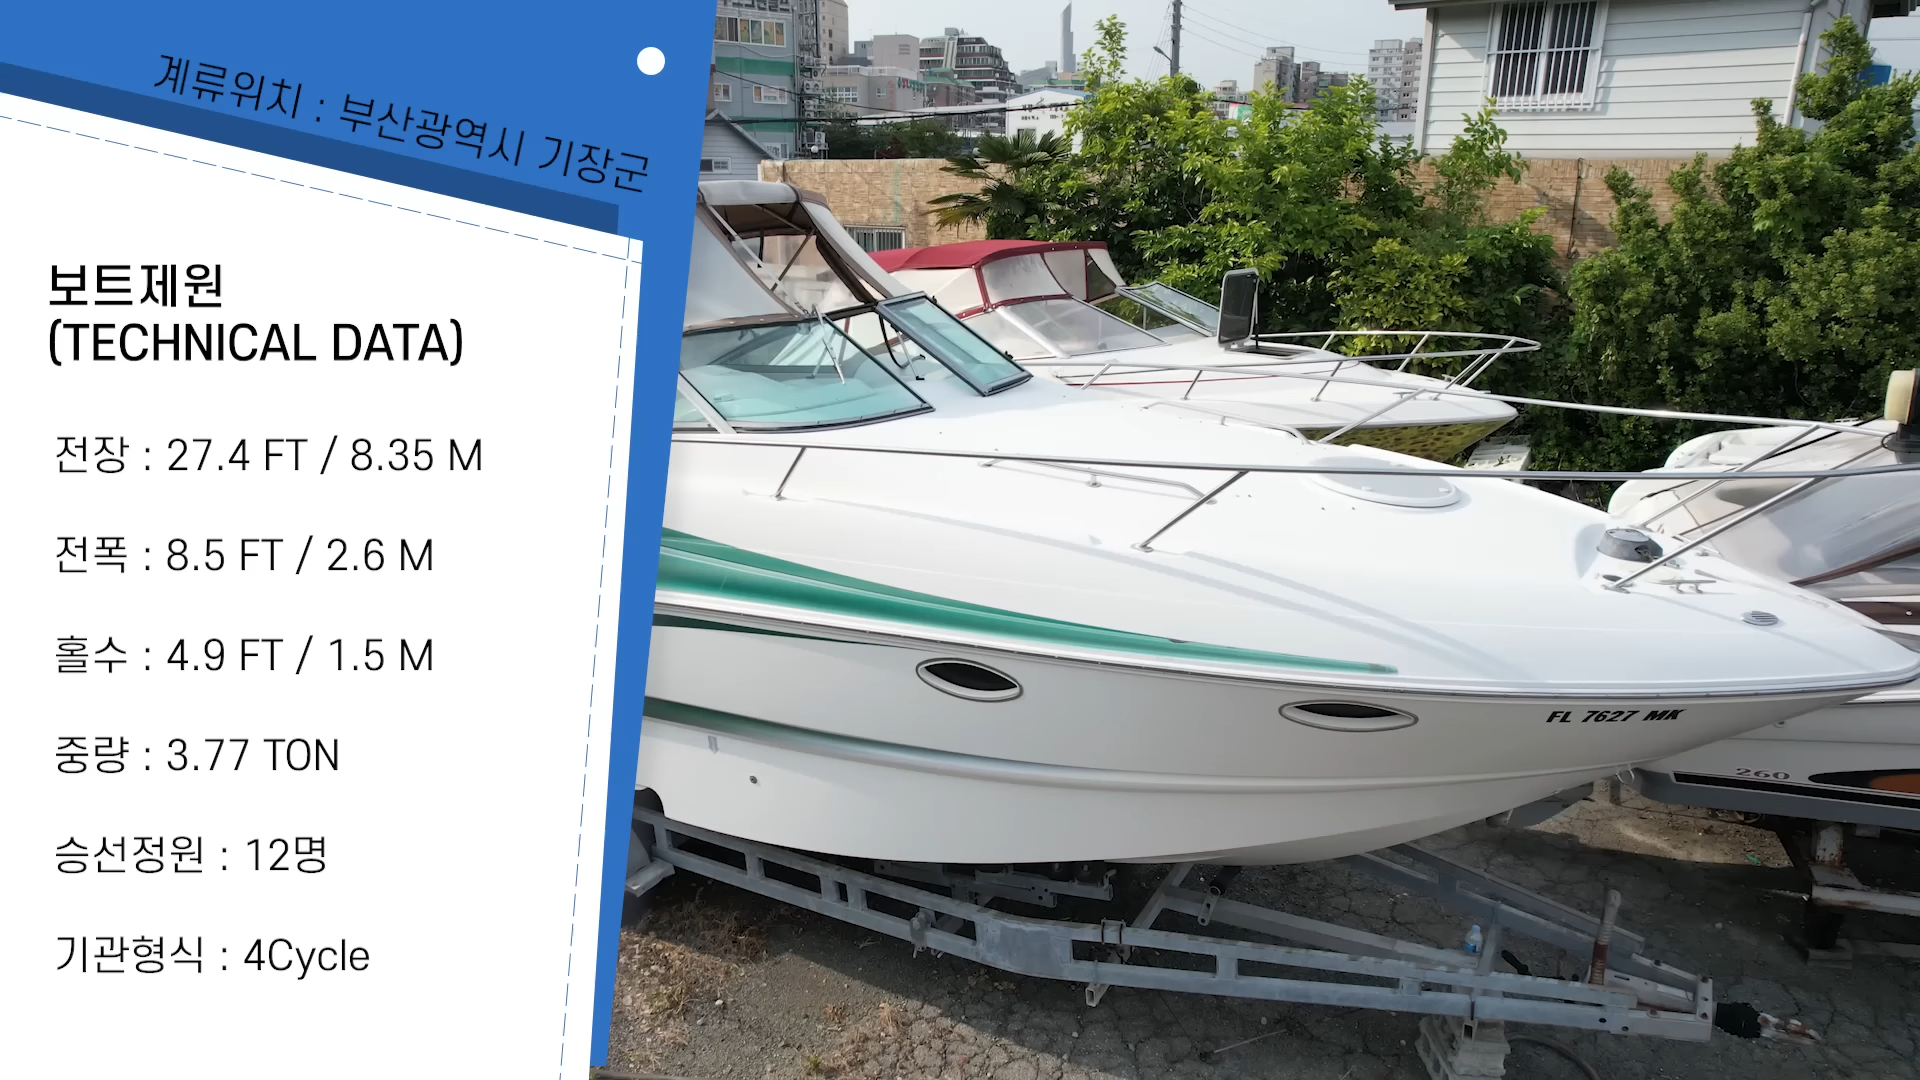 계류위치 : 부산광역시 기장군
보트제원
(TECHNICAL DATA)
전장 : 27.4 FT / 8.35 M
전폭 : 8.5 FT / 2.6 M
홀수 : 4.9 FT / 1.5 M
중량 : 3.77 TON
승선정원 : 12명
기관형식 : 4Cycle
FL 7627 MK
260